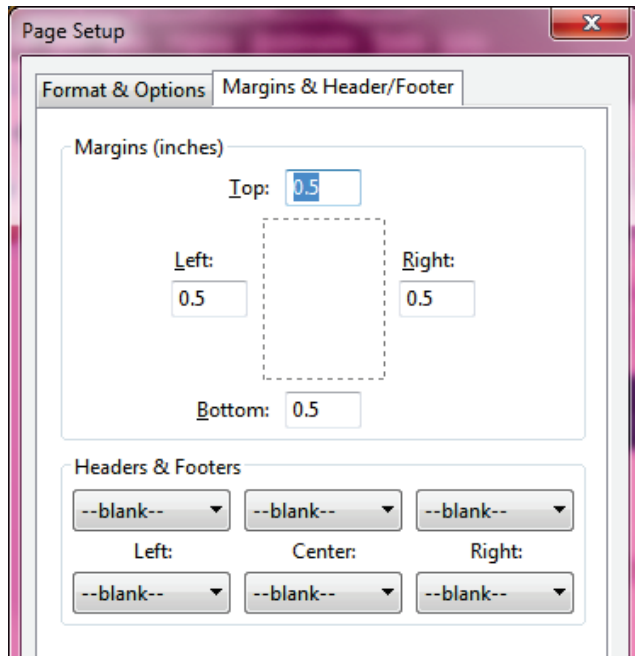 Page Setup
Format & Options Margins & Header/Footer
Margins (inches)
Top: 0.5
Left: Right:
0.5 0.5
Bottom: 0.5
Headers & Footers
--blank-- --blank-- --blank--
Left: Center: Right:
--blank-- --blank-- --blank--